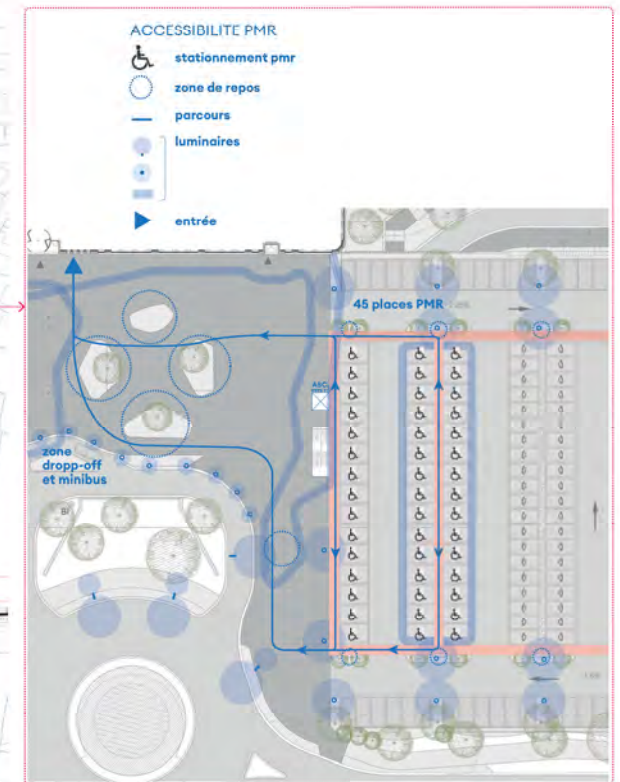 ACCESSIBILITE PMR
stationnement pmr
zone de repos
parcours
luminaires
entrée
45 places PMR
ASC.
zone
dropp-off
et minibus